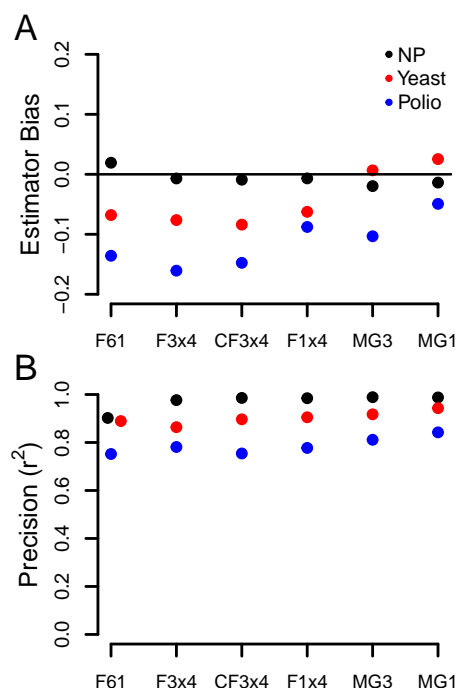 A
Estimator Bias
0.2
0.1
0.0
−0.1
−0.2
NP
Yeast
Polio
F61 F3x4 CF3x4 F1x4 MG3 MG1
B
Precision (r²)
1.0
0.8
0.6
0.4
0.2
0.0
F61 F3x4 CF3x4 F1x4 MG3 MG1